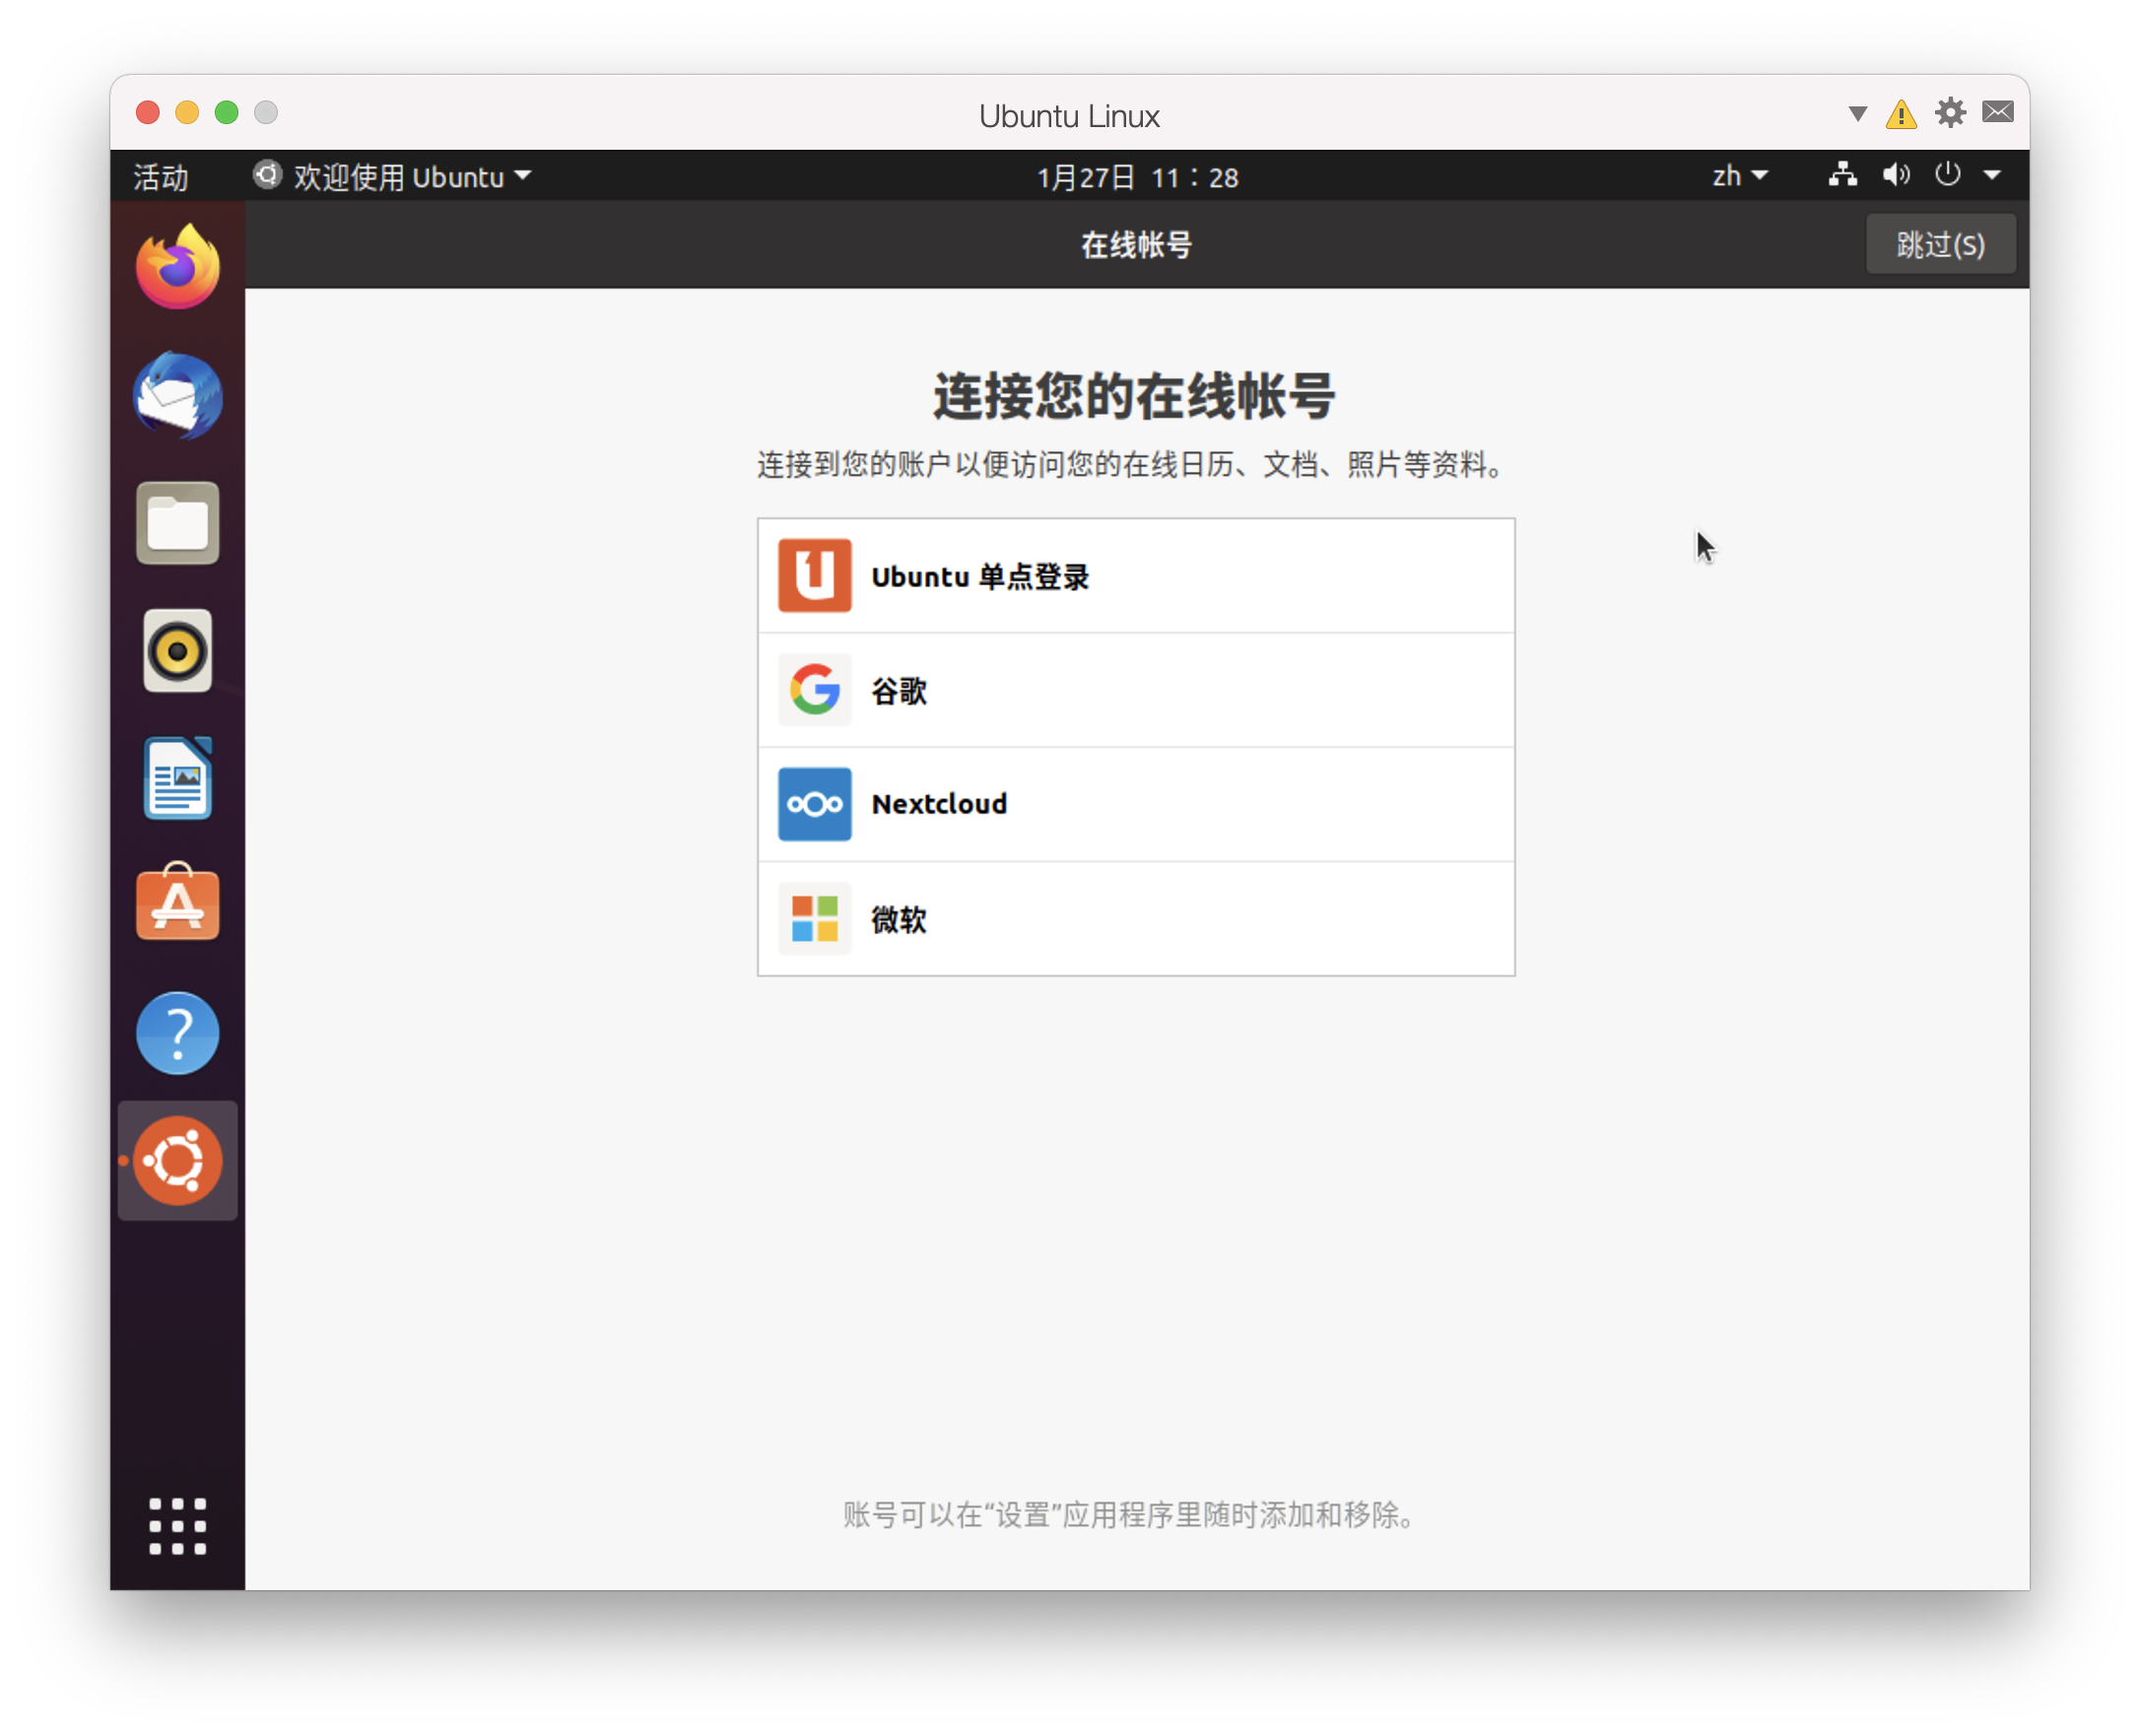 Ubuntu Linux
活动
欢迎使用 Ubuntu
1月27日 11：28
zh
在线帐号
跳过(S)
连接您的在线帐号
连接到您的账户以便访问您的在线日历、文档、照片等资料。
Ubuntu 单点登录
谷歌
Nextcloud
微软
账号可以在“设置”应用程序里随时添加和移除。